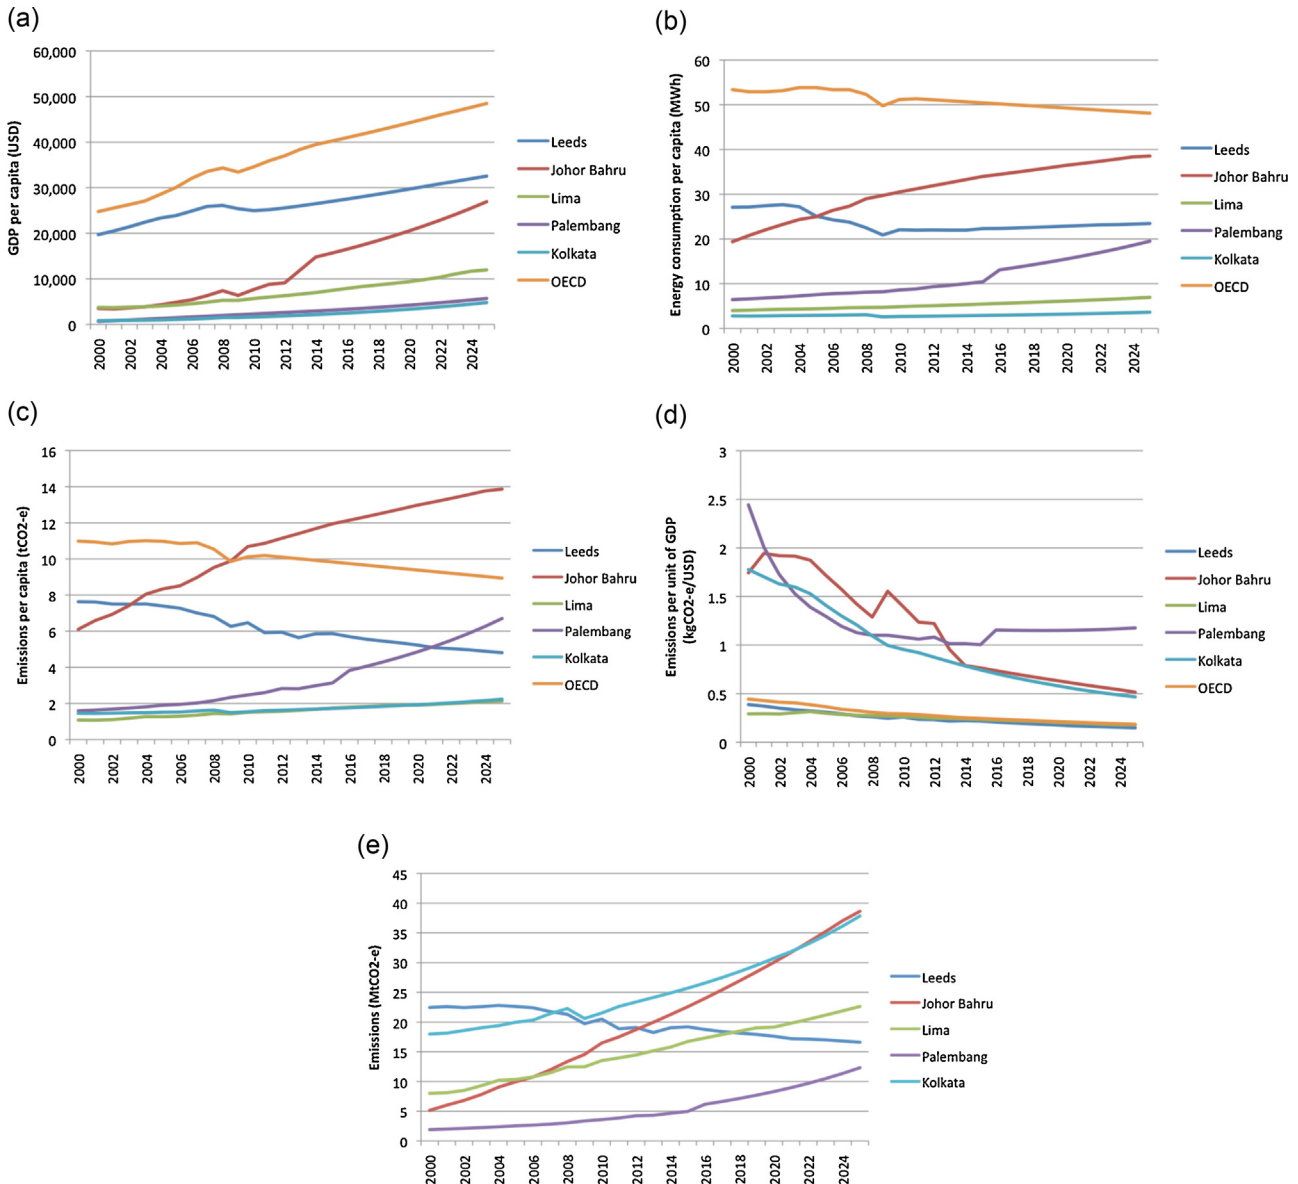 (a)
GDP per capita (USD)
60,000
50,000
40,000
30,000
20,000
10,000
0
2000 2002 2004 2006 2008 2010 2012 2014 2016 2018 2020 2022 2024
Leeds
Johor Bahru
Lima
Palembang
Kolkata
OECD
(b)
Energy consumption per capita (MWh)
60
50
40
30
20
10
0
2000 2002 2004 2006 2008 2010 2012 2014 2016 2018 2020 2022 2024
Leeds
Johor Bahru
Lima
Palembang
Kolkata
OECD
(c)
Emissions per capita (tCO2-e)
16
14
12
10
8
6
4
2
0
2000 2002 2004 2006 2008 2010 2012 2014 2016 2018 2020 2022 2024
Leeds
Johor Bahru
Lima
Palembang
Kolkata
OECD
(d)
Emissions per unit of GDP
(kgCO2-e/USD)
3
2.5
2
1.5
1
0.5
0
2000 2002 2004 2006 2008 2010 2012 2014 2016 2018 2020 2022 2024
Leeds
Johor Bahru
Lima
Palembang
Kolkata
OECD
(e)
Emissions (MtCO2-e)
45
40
35
30
25
20
15
10
5
0
2000 2002 2004 2006 2008 2010 2012 2014 2016 2018 2020 2022 2024
Leeds
Johor Bahru
Lima
Palembang
Kolkata